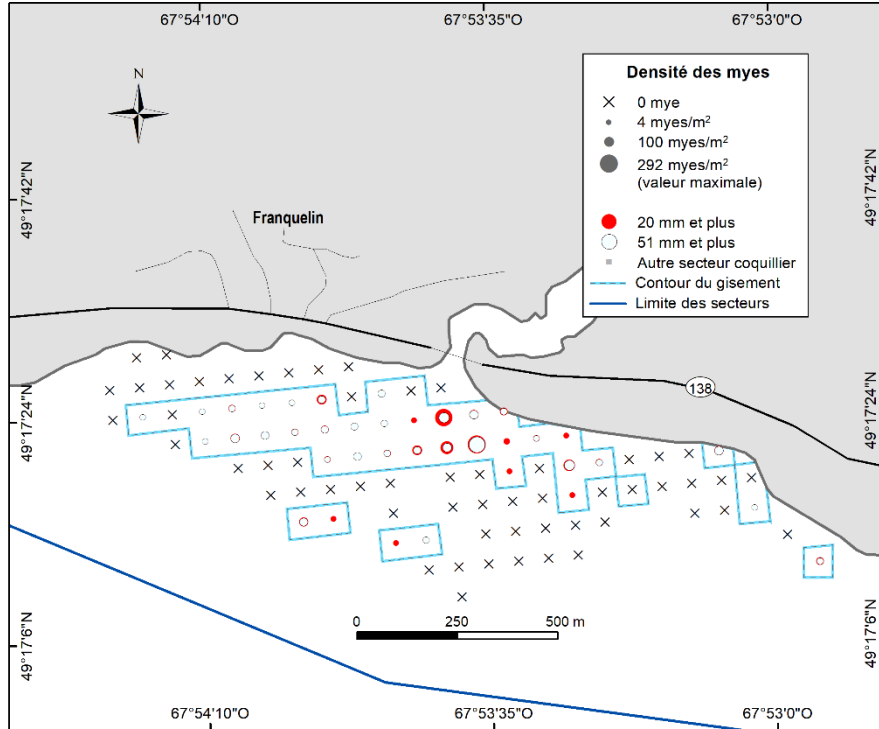 67°54'10"O
67°53'35"O
67°53'0"O
Densité des myes
0 mye
4 myes/m²
100 myes/m²
292 myes/m²
(valeur maximale)
20 mm et plus
51 mm et plus
Autre secteur coquillier
Contour du gisement
Limite des secteurs
N
49°17'42"N
49°17'42"N
Franquelin
138
49°17'24"N
49°17'24"N
49°17'6"N
49°17'6"N
0 250 500 m
67°54'10"O
67°53'35"O
67°53'0"O